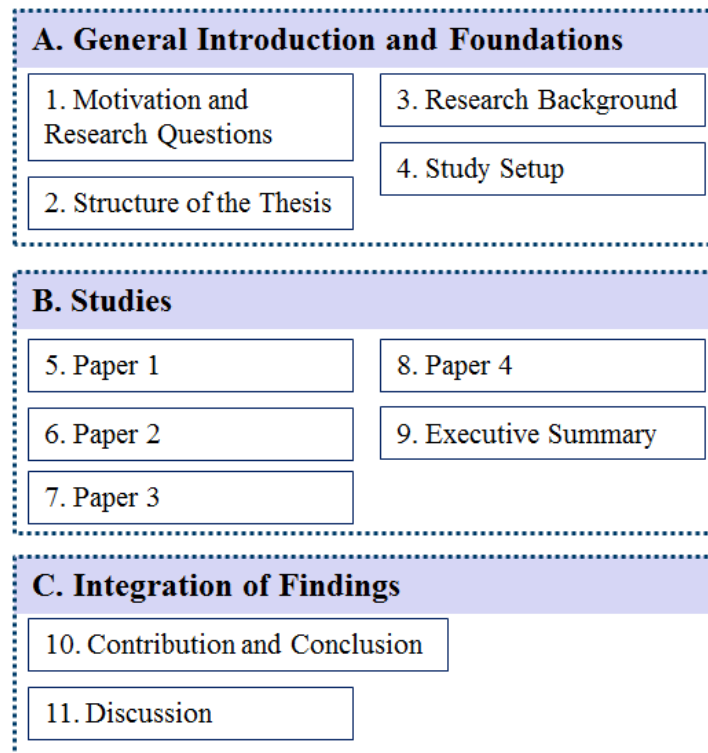 A. General Introduction and Foundations
1. Motivation and
Research Questions
2. Structure of the Thesis
3. Research Background
4. Study Setup
B. Studies
5. Paper 1
6. Paper 2
7. Paper 3
8. Paper 4
9. Executive Summary
C. Integration of Findings
10. Contribution and Conclusion
11. Discussion